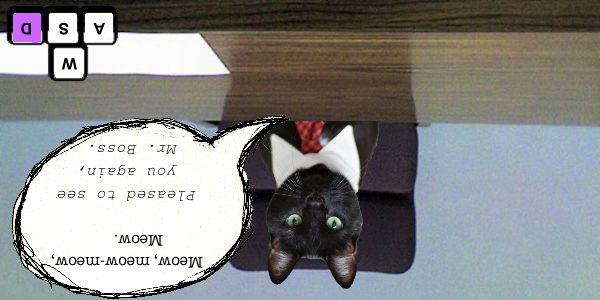 Meow, meow-meow,
Meow.
Pleased to see
you again,
Mr. Boss.
W
A S D